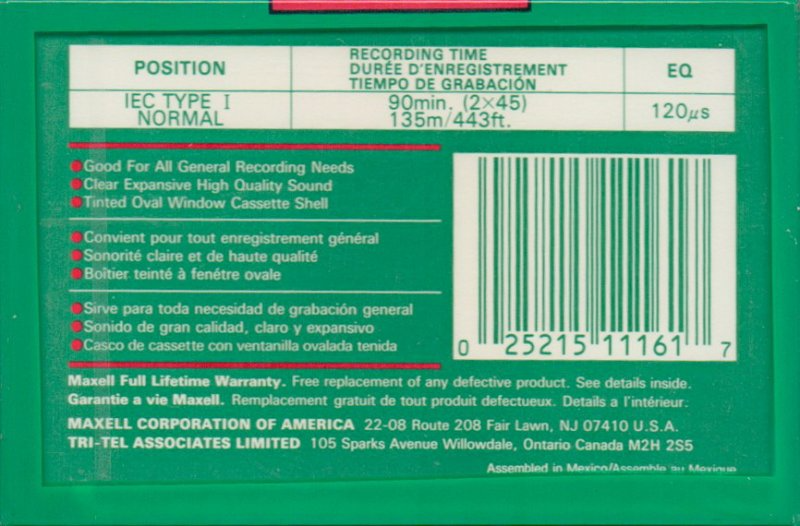 POSITION
RECORDING TIME
DURÉE D'ENREGISTREMENT
TIEMPO DE GRABACIÓN
EQ
IEC TYPE I
NORMAL
90min. (2×45)
135m/443ft.
120μs
●Good For All General Recording Needs
●Clear Expansive High Quality Sound
●Tinted Oval Window Cassette Shell
●Convient pour tout enregistrement général
●Sonorité claire et de haute qualité
●Boîtier teinté à fenétre ovale
●Sirve para toda necesidad de grabación general
●Sonido de gran calidad, claro y expansivo
●Casco de cassette con ventanilla ovalada tenida
0 25215 11161 7
Maxell Full Lifetime Warranty. Free replacement of any defective product. See details inside.
Garantie a vie Maxell. Remplacement gratuit de tout produit defectueux. Details a l'intérieur.
MAXELL CORPORATION OF AMERICA 22-08 Route 208 Fair Lawn, NJ 07410 U.S.A.
TRI-TEL ASSOCIATES LIMITED 105 Sparks Avenue Willowdale, Ontario Canada M2H 2S5
Assembled in Mexico/Assemble au Mexique